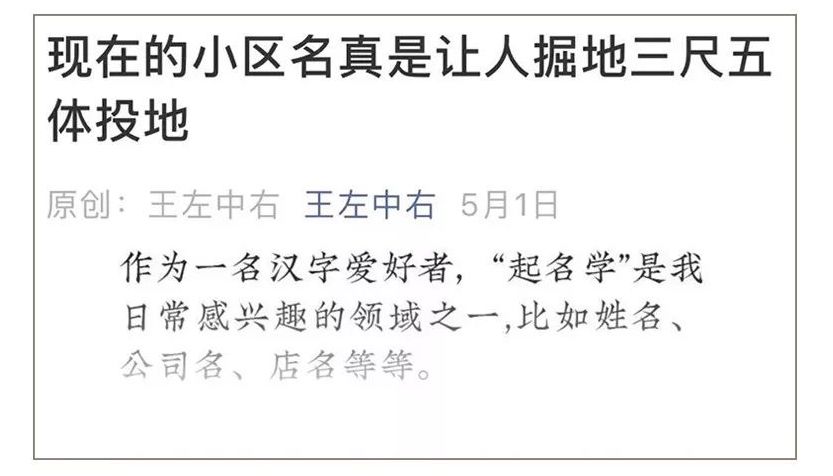 现在的小区名真是让人掘地三尺五
体投地
原创： 王左中右 王左中右 5月1日
作为一名汉字爱好者，“起名学”是我
日常感兴趣的领域之一,比如姓名、
公司名、店名等等。